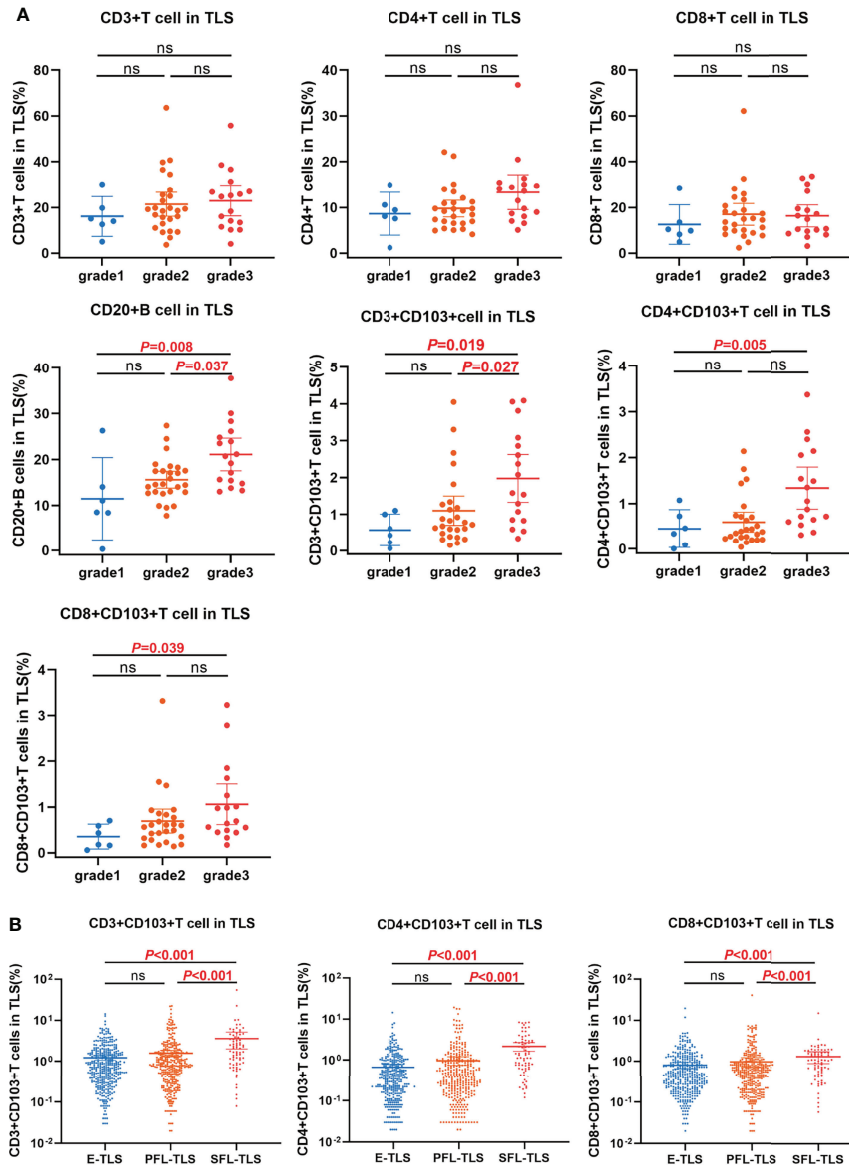 A
CD3+T cell in TLS
ns
ns ns
CD3+T cells in TLS(%)
80
60
40
20
0
grade1 grade2 grade3
CD4+T cell in TLS
ns
ns ns
CD4+T cells in TLS(%)
40
30
20
10
0
grade1 grade2 grade3
CD8+T cell in TLS
ns
ns ns
CD8+T cells in TLS(%)
80
60
40
20
0
grade1 grade2 grade3
CD20+B cell in TLS
P=0.008
ns P=0.037
CD20+B cells in TLS(%)
40
30
20
10
0
grade1 grade2 grade3
CD3+CD103+cell in TLS
P=0.019
ns P=0.027
CD3+CD103+T cell in TLS(%)
5
4
3
2
1
0
grade1 grade2 grade3
CD4+CD103+T cell in TLS
P=0.005
ns ns
CD4+CD103+T cells in TLS(%)
4
3
2
1
0
grade1 grade2 grade3
CD8+CD103+T cell in TLS
P=0.039
ns ns
CD8+CD103+T cells in TLS(%)
4
3
2
1
0
grade1 grade2 grade3
B
CD3+CD103+T cell in TLS
P<0.001
ns P<0.001
CD3+CD103-T cells in TLS(%)
10²
10¹
10⁰
10⁻¹
10⁻²
E-TLS PFL-TLS SFL-TLS
CD4+CD103+T cell in TLS
P<0.001
ns P<0.001
CD4+CD103+T cells in TLS(%)
10²
10¹
10⁰
10⁻¹
10⁻²
E-TLS PFL-TLS SFL-TLS
CD8+CD103+T cell in TLS
P<0.001
ns P<0.001
CD8+CD103-T cells in TLS(%)
10²
10¹
10⁰
10⁻¹
10⁻²
E-TLS PFL-TLS SFL-TLS